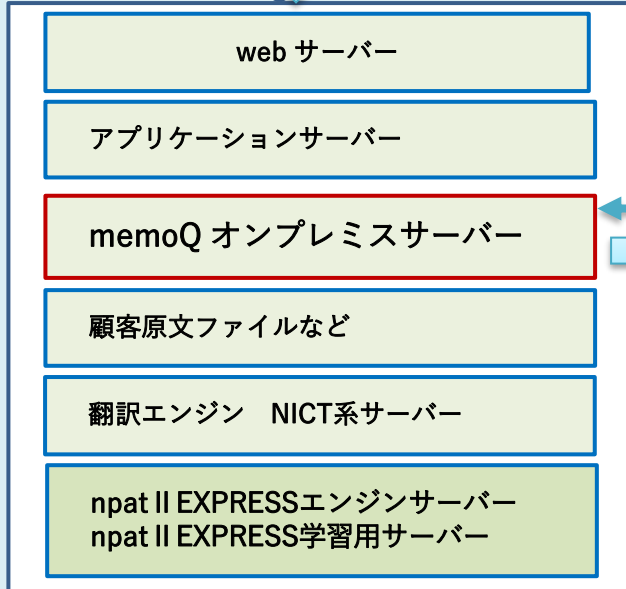 web サーバー
アプリケーションサーバー
memoQ オンプレミスサーバー
顧客原文ファイルなど
翻訳エンジン　NICT系サーバー
npat II EXPRESSエンジンサーバー
npat II EXPRESS学習用サーバー